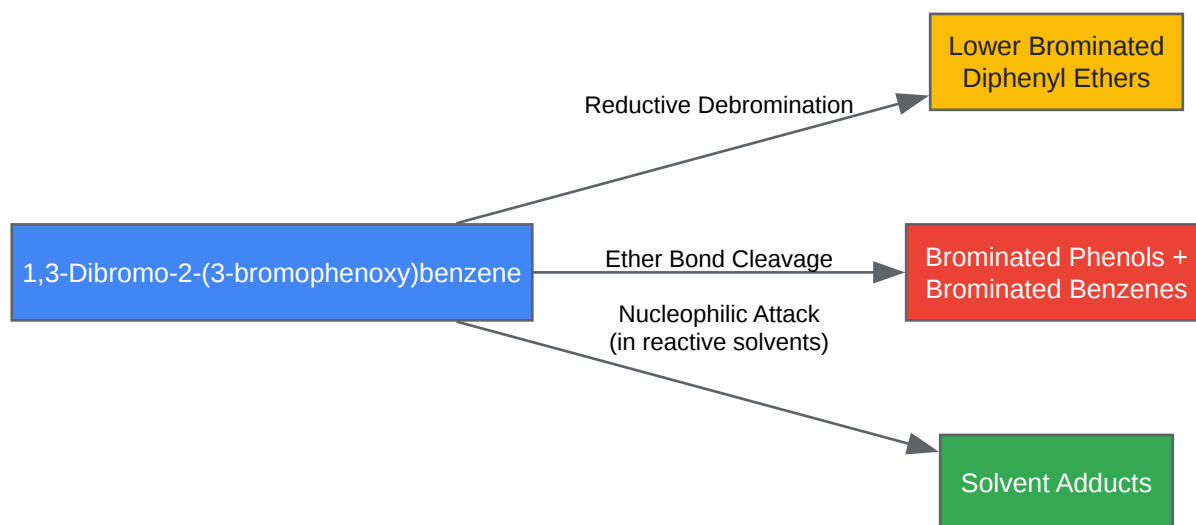 Lower Brominated
Diphenyl Ethers
Reductive Debromination
1,3-Dibromo-2-(3-bromophenoxy)benzene
Ether Bond Cleavage
Brominated Phenols +
Brominated Benzenes
Nucleophilic Attack
(in reactive solvents)
Solvent Adducts